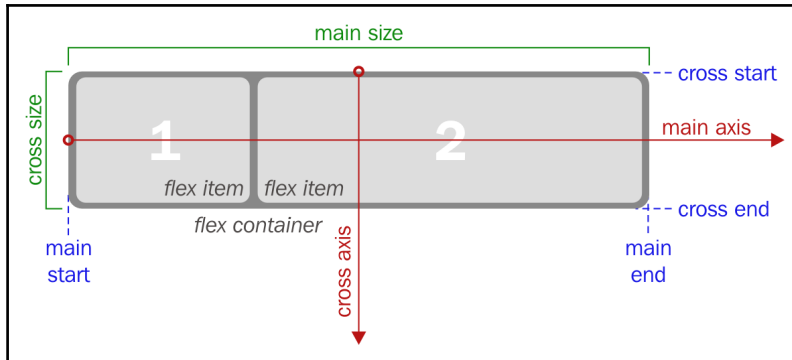 main size
cross start
cross size
1
2
main axis
flex item
flex item
cross end
flex container
main
start
cross axis
main
end